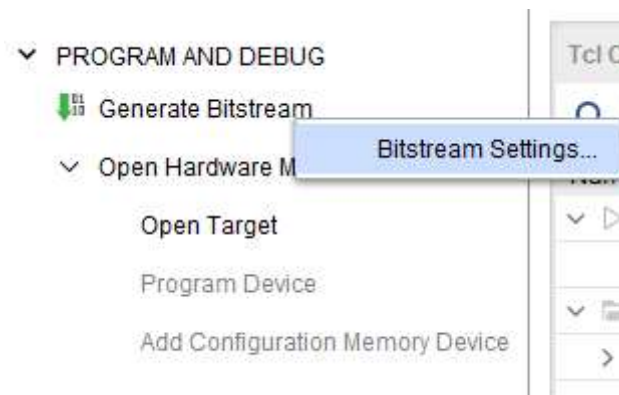 PROGRAM AND DEBUG
Tcl
Generate Bitstream
Bitstream Settings...
Open Hardware
Open Target
Program Device
Add Configuration Memory Device